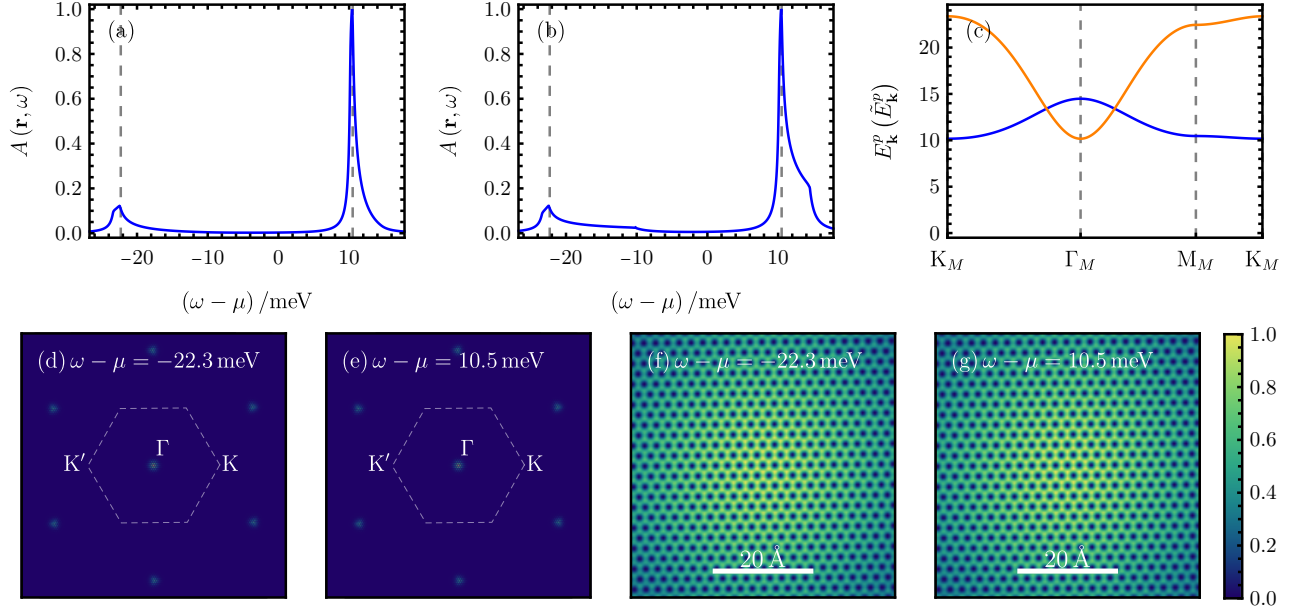 (a)
1.0
0.8
0.6
0.4
0.2
0.0
A (r, ω)
−20
−10
0
10
(ω − μ) /meV
(b)
1.0
0.8
0.6
0.4
0.2
0.0
A (r, ω)
−20
−10
0
10
(ω − μ) /meV
(c)
20
15
10
5
0
E^p_k (Ẽ^p_k)
K_M
Γ_M
M_M
K_M
(d) ω − μ = −22.3 meV
Γ
K′
K
(e) ω − μ = 10.5 meV
Γ
K′
K
(f) ω − μ = −22.3 meV
20 Å
(g) ω − μ = 10.5 meV
20 Å
1.0
0.8
0.6
0.4
0.2
0.0